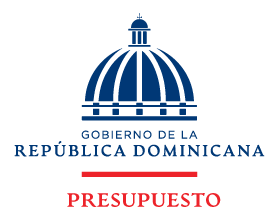 GOBIERNO DE LA
REPÚBLICA DOMINICANA
PRESUPUESTO